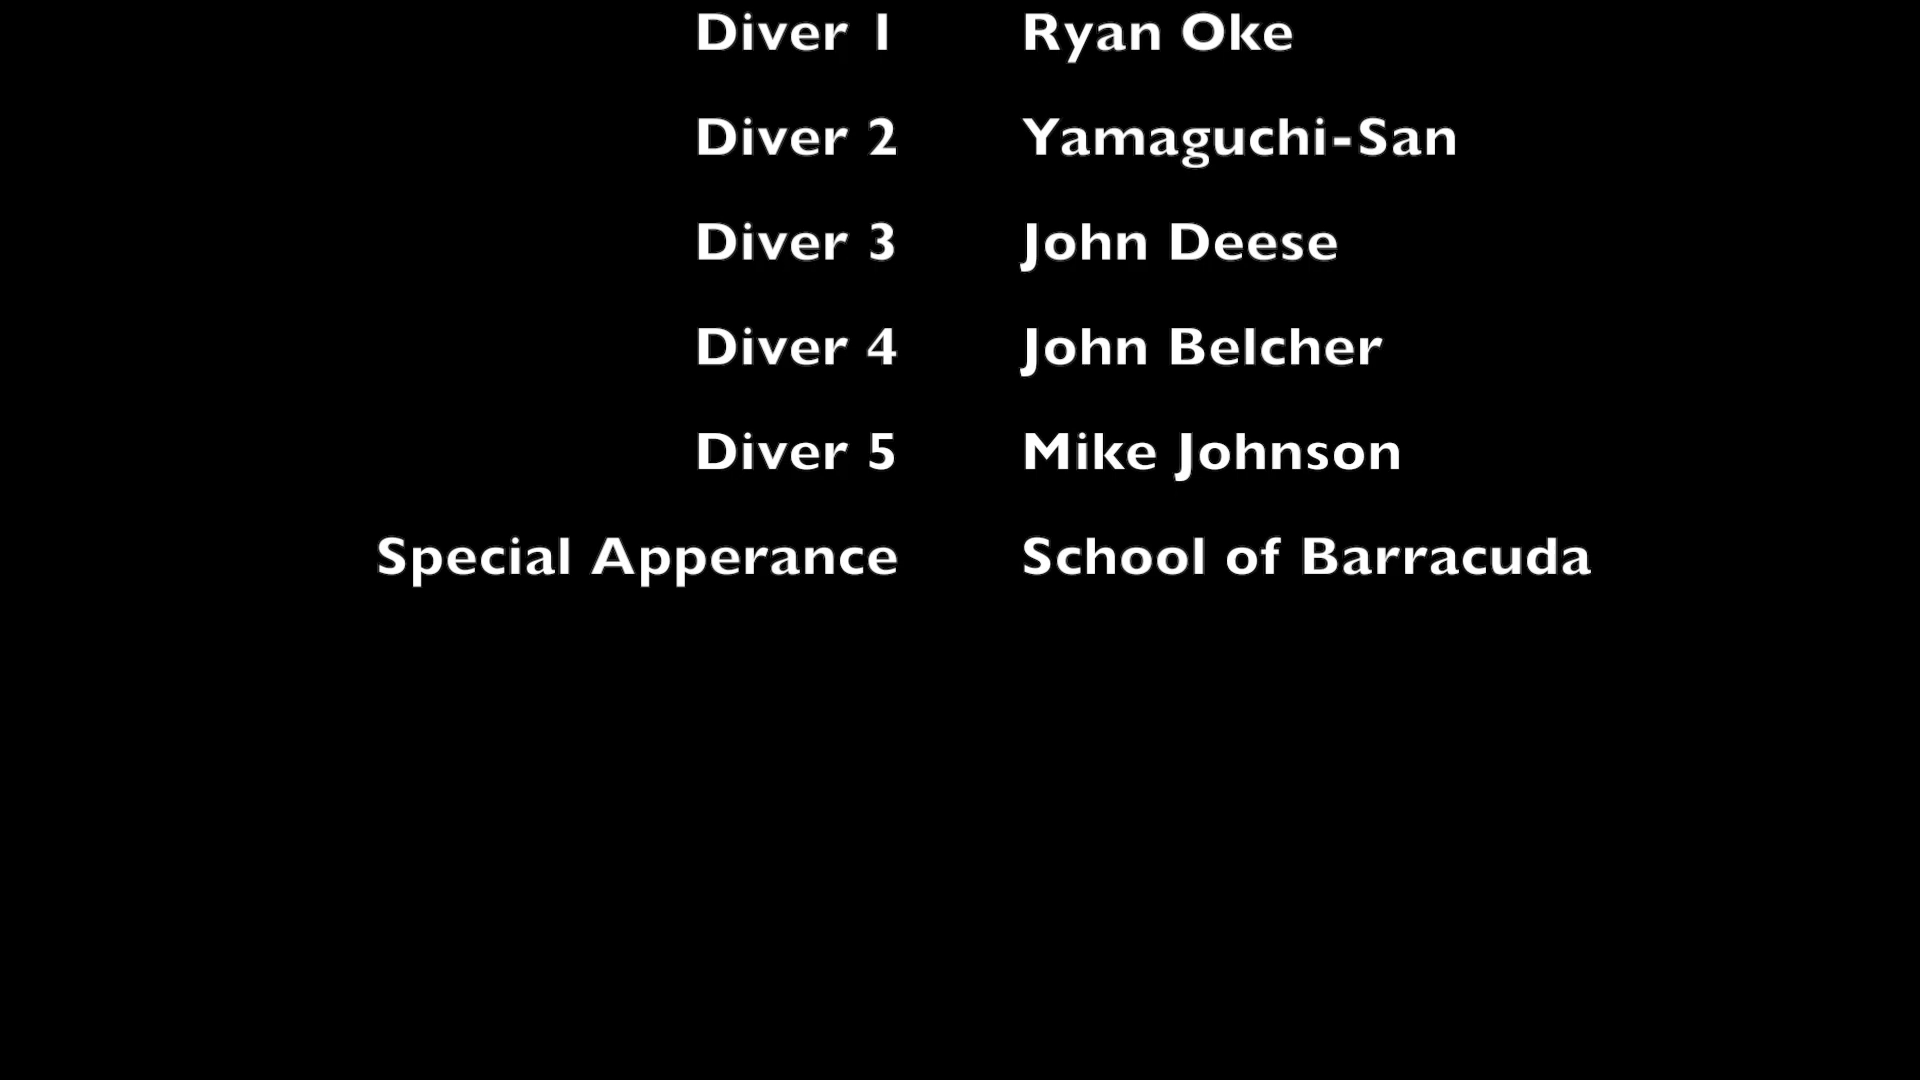 Diver 1 Ryan Oke
Diver 2 Yamaguchi-San
Diver 3 John Deese
Diver 4 John Belcher
Diver 5 Mike Johnson
Special Apperance School of Barracuda